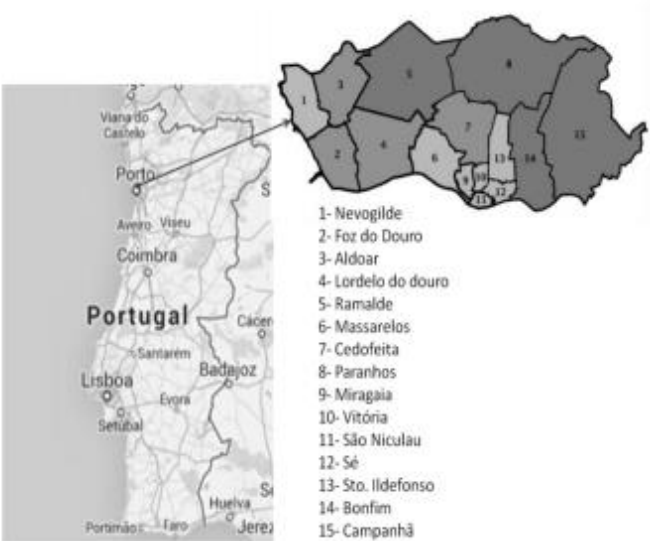 Viana do
Castelo
Porto
Aveiro Viseu
Coimbra
Portugal
Cácer
Santarém
Badajoz
Lisboa
Évora
Setúbal
Huelva
Portimão Faro
Jerez
1
3
5
8
15
2
4
6
7
13
14
9
10
11
12
1- Nevogilde
2- Foz do Douro
3- Aldoar
4- Lordelo do douro
5- Ramalde
6- Massarelos
7- Cedofeita
8- Paranhos
9- Miragaia
10- Vitória
11- São Niculau
12- Sé
13- Sto. Ildefonso
14- Bonfim
15- Campanhã